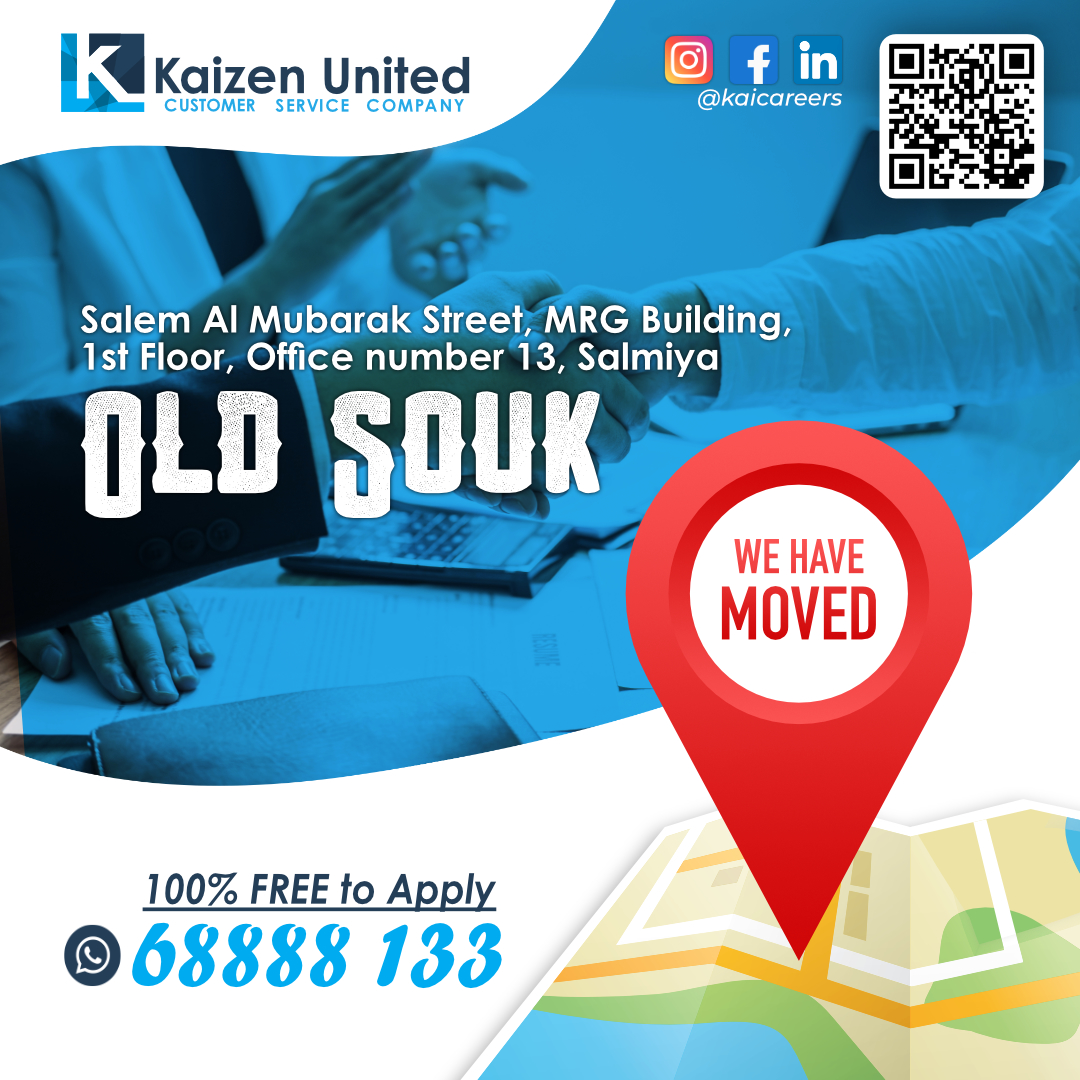 K Kaizen United
CUSTOMER SERVICE COMPANY
@kaicareers
Salem Al Mubarak Street, MRG Building,
1st Floor, Office number 13, Salmiya
OLD SOUK
WE HAVE
MOVED
RESUME
100% FREE to Apply
68888 133